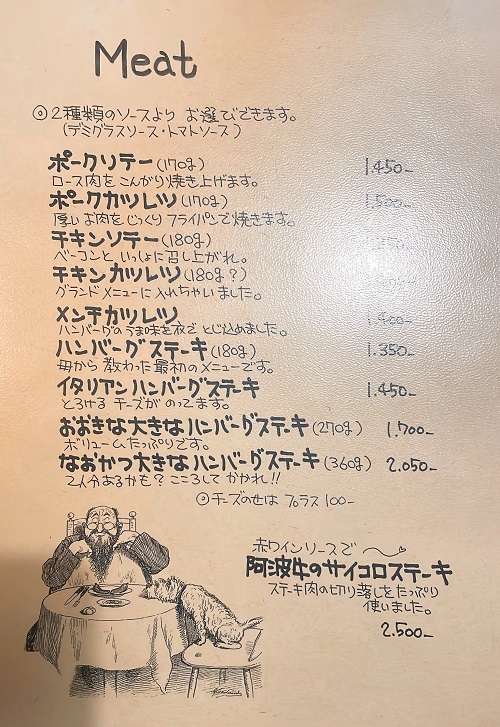 Meat
◎2種類のソースより お選びできます。
(デミグラスソース・トマトソース)
ポークソテー(170g) 1.450-
ロース肉をこんがり焼き上げます。
ポークカツレツ(170g) 1.500-
厚いお肉をじっくり フライパンで焼きます。
チキンソテー(180g)
ベーコンと いっしょに召し上がれ。
チキンカツレツ(180g?)
グランドメニューに入れちゃいました。
メンチカツレツ
ハンバーグのうま味を衣で とじ込めました。
ハンバーグステーキ(180g) 1.350-
母から 教わった最初のメニューです。
イタリアンハンバーグステーキ 1.450-
とろける チーズがのってます。
おおきな大きなハンバーグステーキ(270g) 1.700-
ボリュームたっぷりです。
なおかつ大きなハンバーグステーキ(360g) 2.050-
2人分あるかも?こころして かかれ!!
◎チーズのせは プラス 100-
赤ワインソースで
阿波牛のサイコロステーキ
ステーキ肉の切り落しをたっぷり
使いました。
2.500-